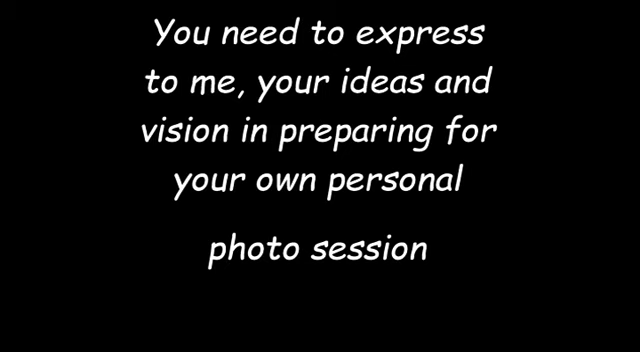 You need to express
to me, your ideas and
vision in preparing for
your own personal
photo session